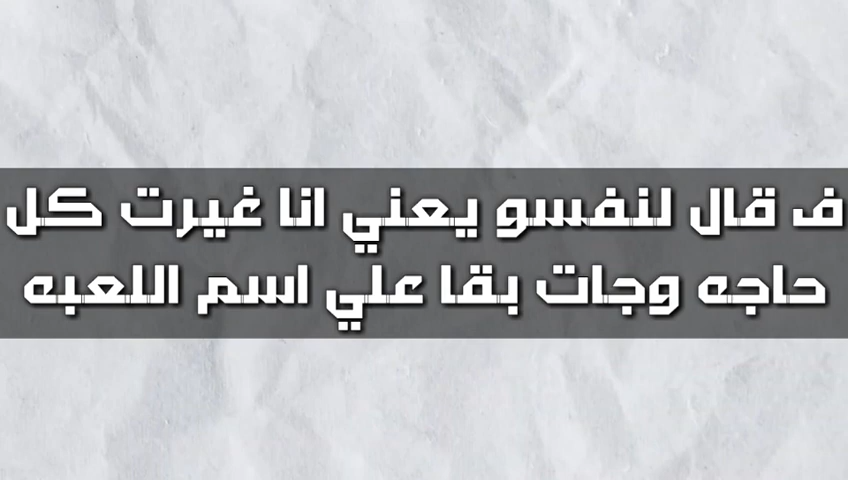 ف قال لنفسو يعني انا غيرت كل
حاجه وجات بقا علي اسم اللعبه